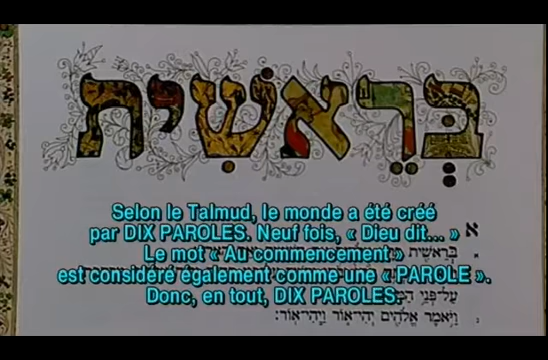 בְּרֵאשִׁית
Selon le Talmud, le monde a été créé
par DIX PAROLES. Neuf fois, « Dieu dit... »
א
Le mot « Au commencement »
בְּרֵאשִׁית
est considéré également comme une « PAROLE ».
עַל־פְּנֵי
Donc, en tout, DIX PAROLES.
וַיֹּאמֶר אֱלֹהִים יְהִי־אוֹר וַיְהִי־אוֹר: